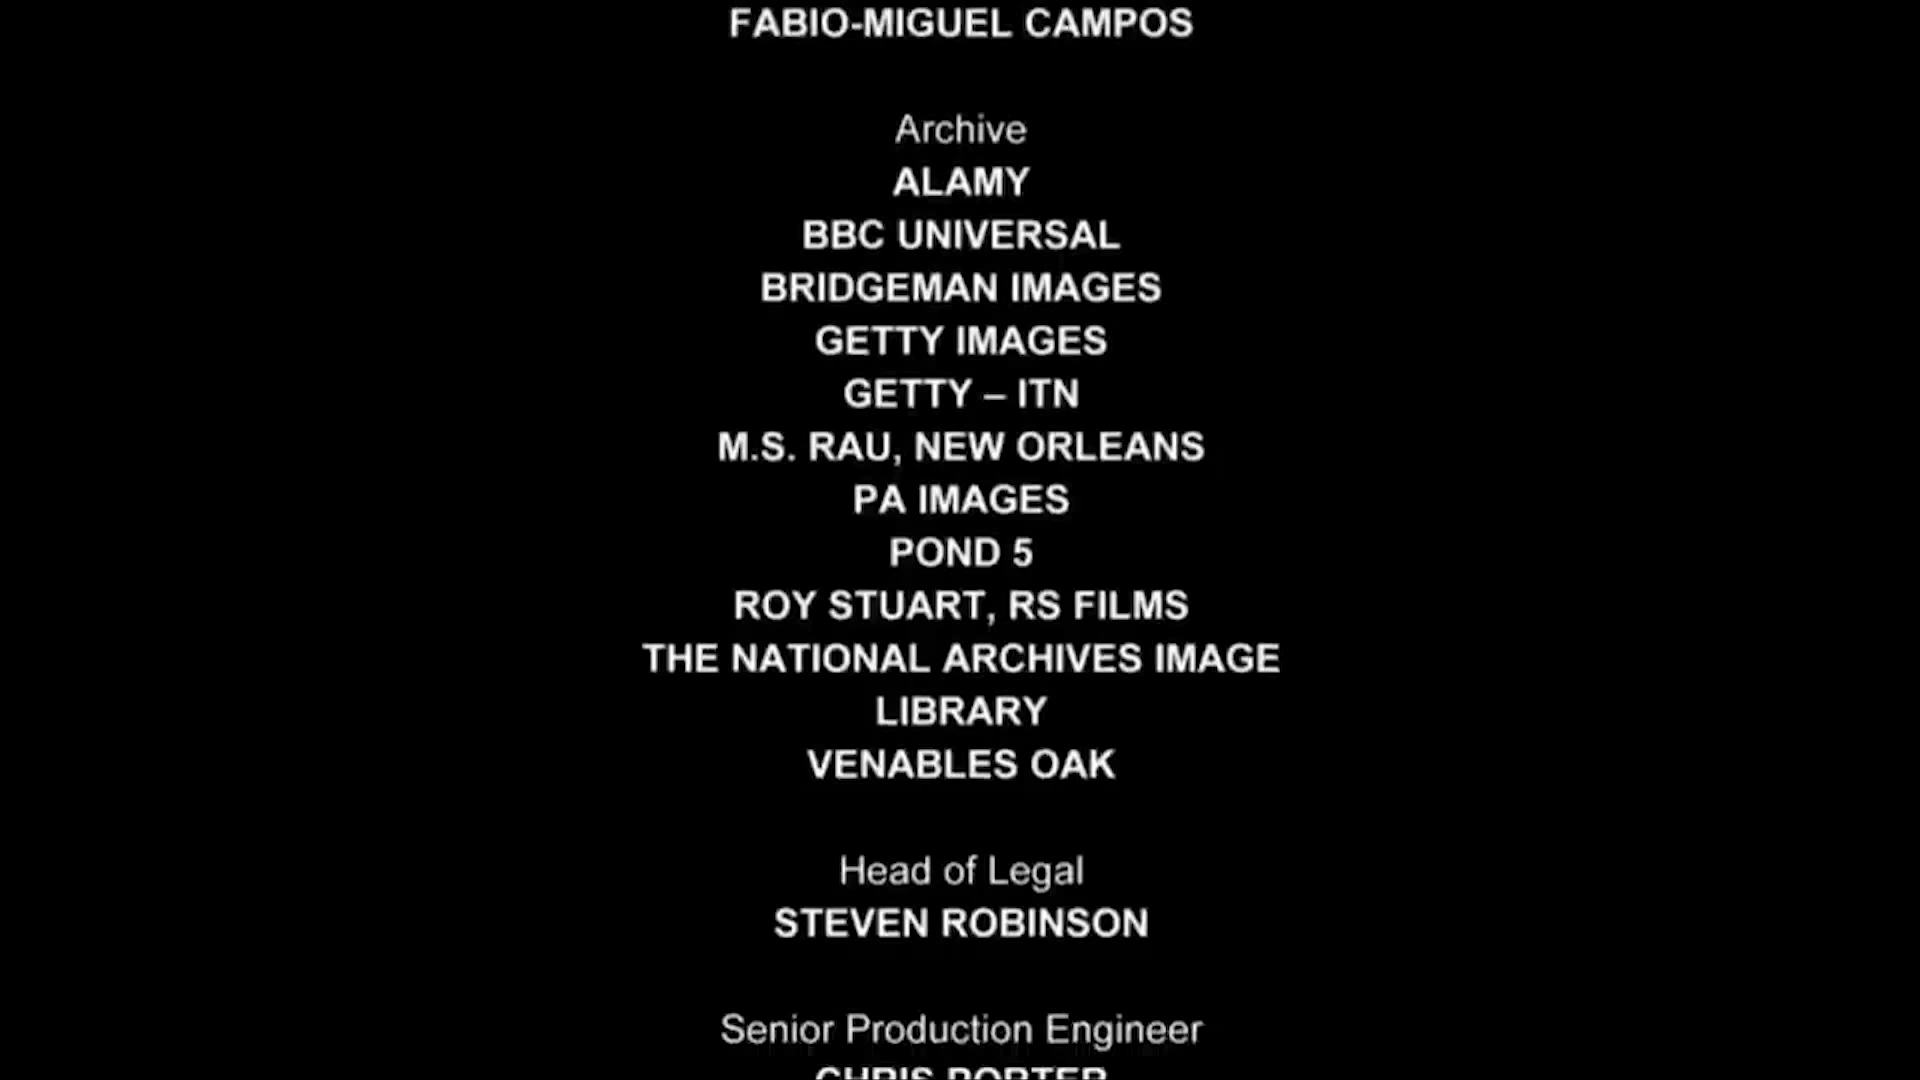 FABIO-MIGUEL CAMPOS
Archive
ALAMY
BBC UNIVERSAL
BRIDGEMAN IMAGES
GETTY IMAGES
GETTY – ITN
M.S. RAU, NEW ORLEANS
PA IMAGES
POND 5
ROY STUART, RS FILMS
THE NATIONAL ARCHIVES IMAGE
LIBRARY
VENABLES OAK
Head of Legal
STEVEN ROBINSON
Senior Production Engineer
CHRIS PORTER